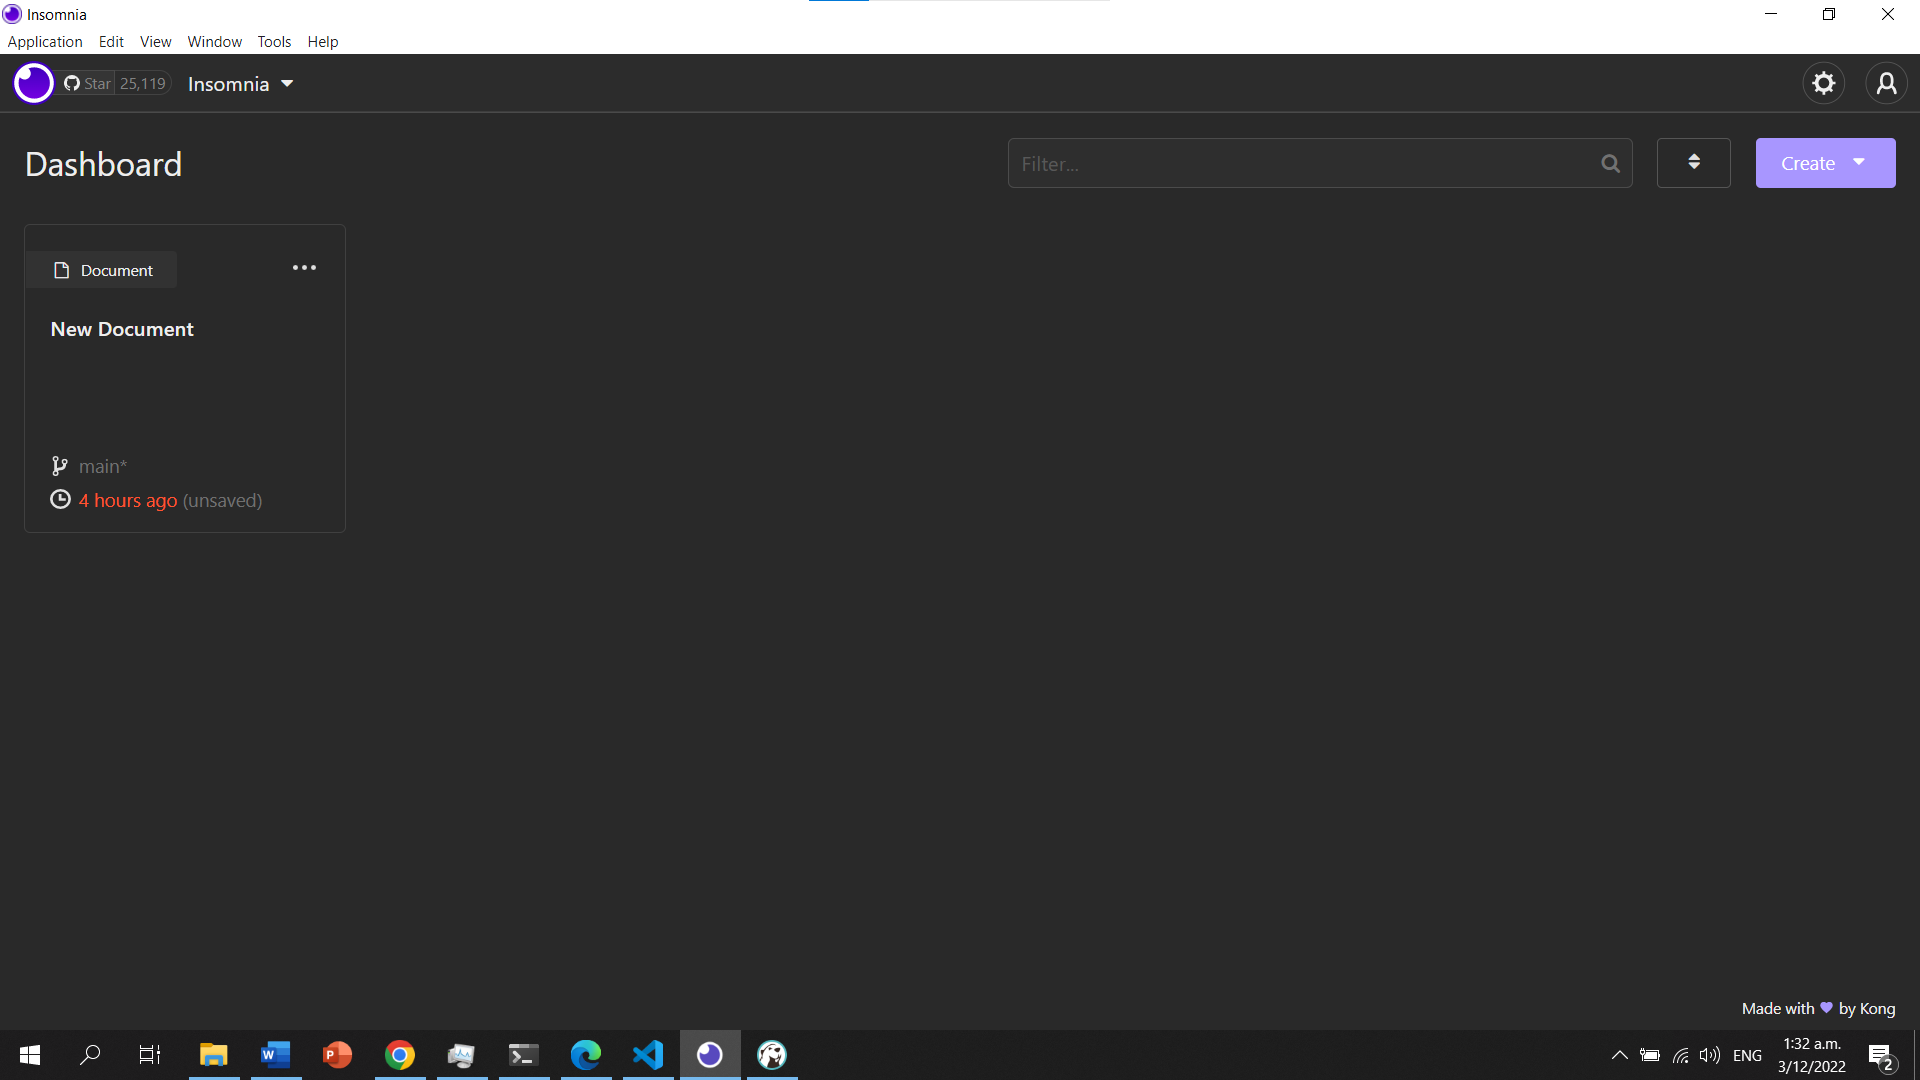 Insomnia
Application Edit View Window Tools Help
Star 25,119 Insomnia
Dashboard
Filter...
Create
Document
New Document
main*
4 hours ago (unsaved)
Made with by Kong
ENG
1:32 a.m.
3/12/2022
2